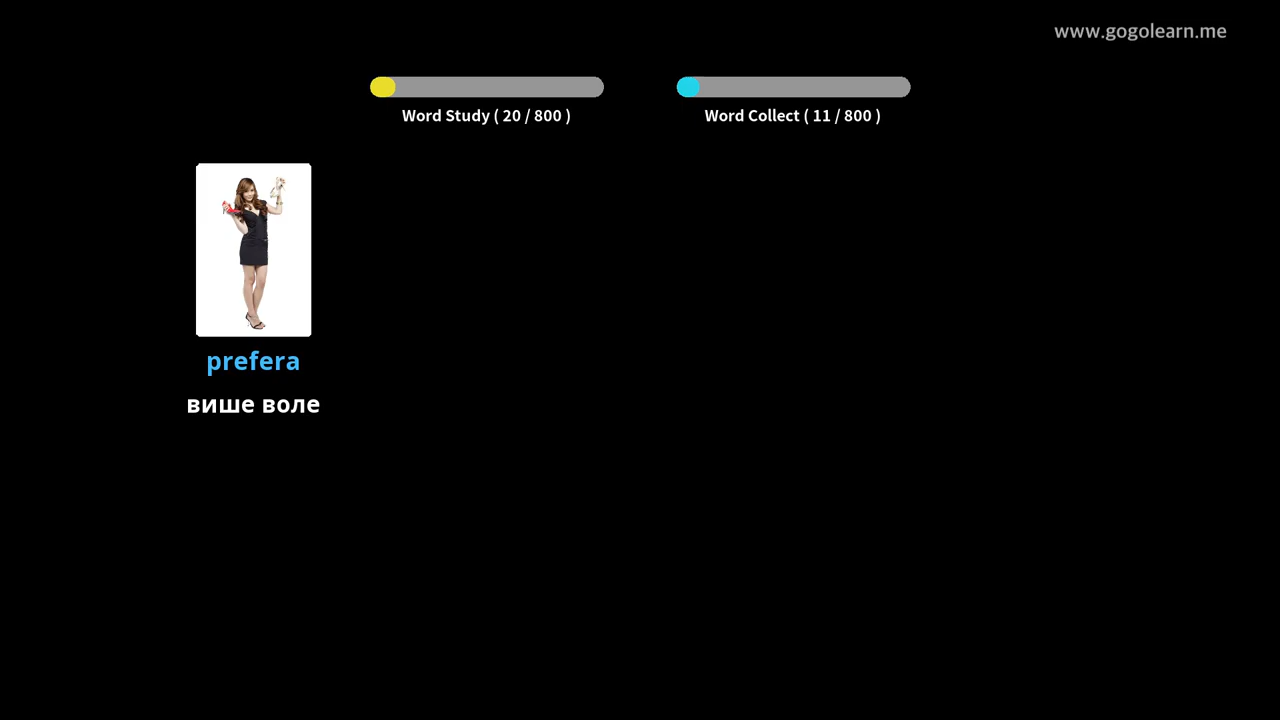 www.gogolearn.me
Word Study ( 20 / 800 )
Word Collect ( 11 / 800 )
prefera
више воле